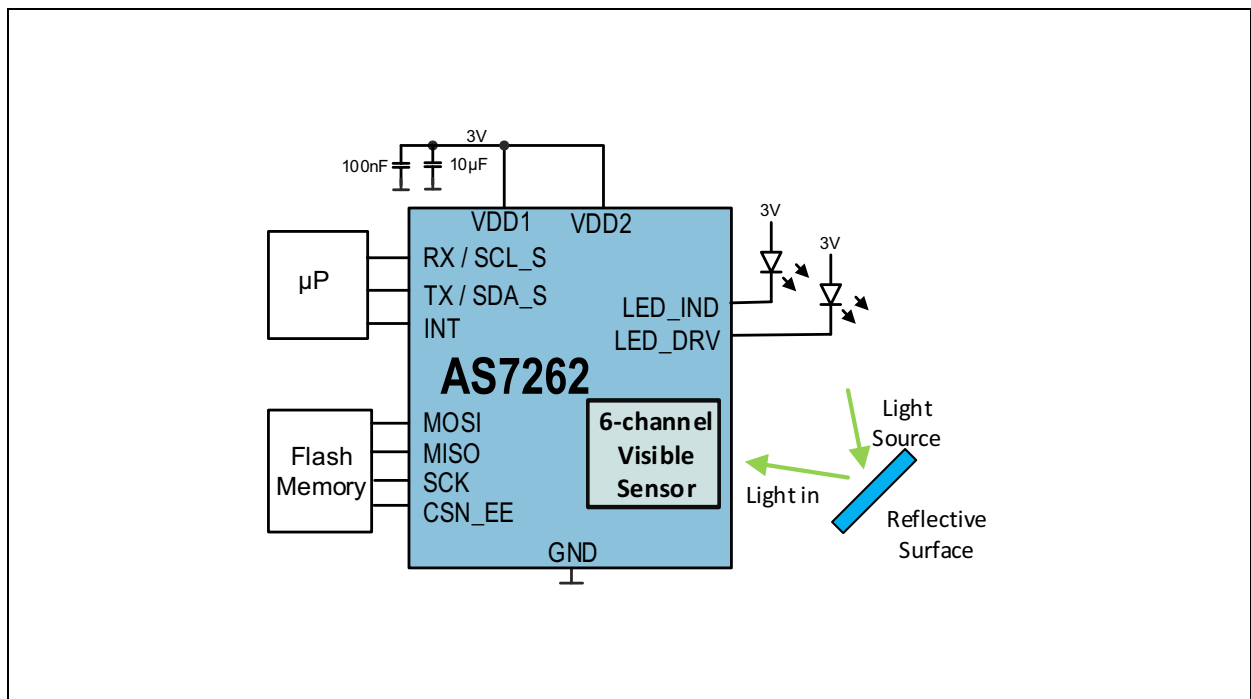 3V
100nF
10µF
VDD1
VDD2
3V
3V
µP
RX / SCL_S
TX / SDA_S
INT
LED_IND
LED_DRV
AS7262
Flash
Memory
MOSI
MISO
SCK
CSN_EE
6-channel
Visible
Sensor
Light
Source
Light in
Reflective
Surface
GND